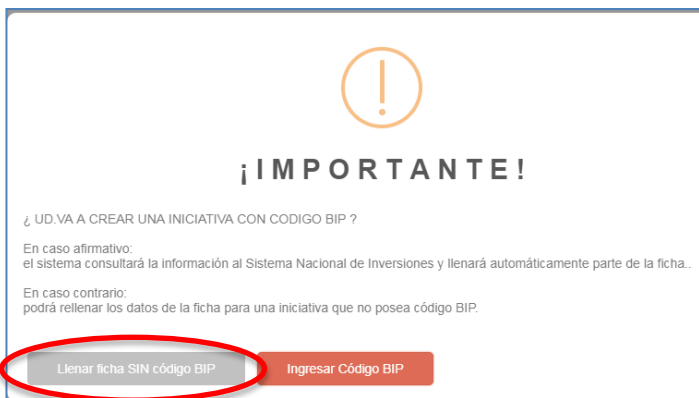 ¡IMPORTANTE!
¿ UD.VA A CREAR UNA INICIATIVA CON CODIGO BIP ?
En caso afirmativo:
el sistema consultará la información al Sistema Nacional de Inversiones y llenará automáticamente parte de la ficha..
En caso contrario:
podrá rellenar los datos de la ficha para una iniciativa que no posea código BIP.
Llenar ficha SIN código BIP
Ingresar Código BIP